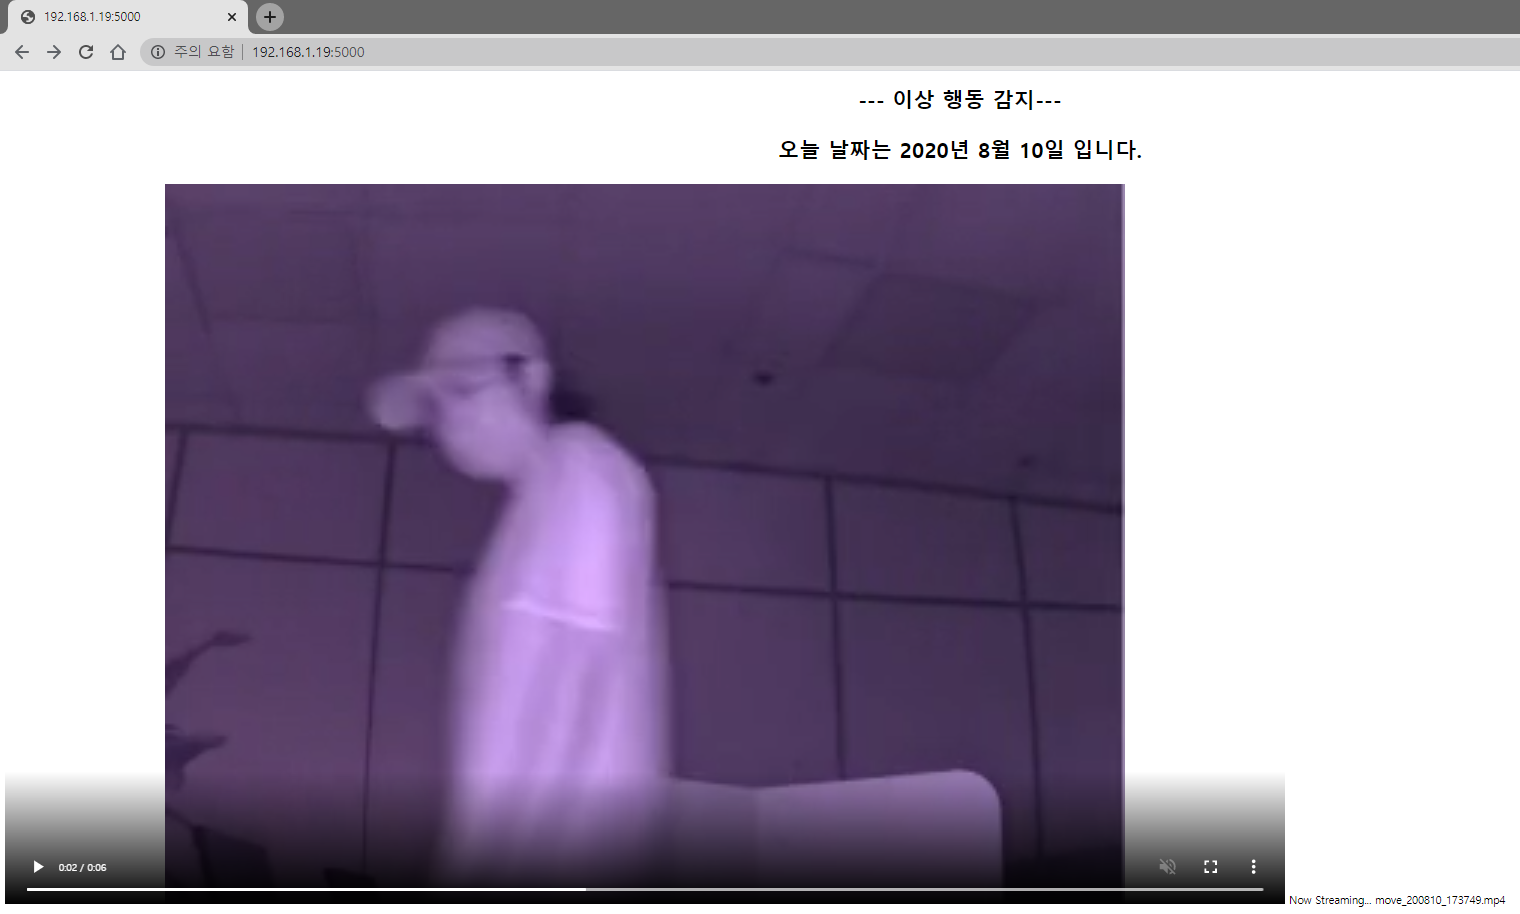 192.168.1.19:5000
주의 요함 192.168.1.19:5000
--- 이상 행동 감지---
오늘 날짜는 2020년 8월 10일 입니다.
0:02 / 0:06
Now Streaming... move_200810_173749.mp4